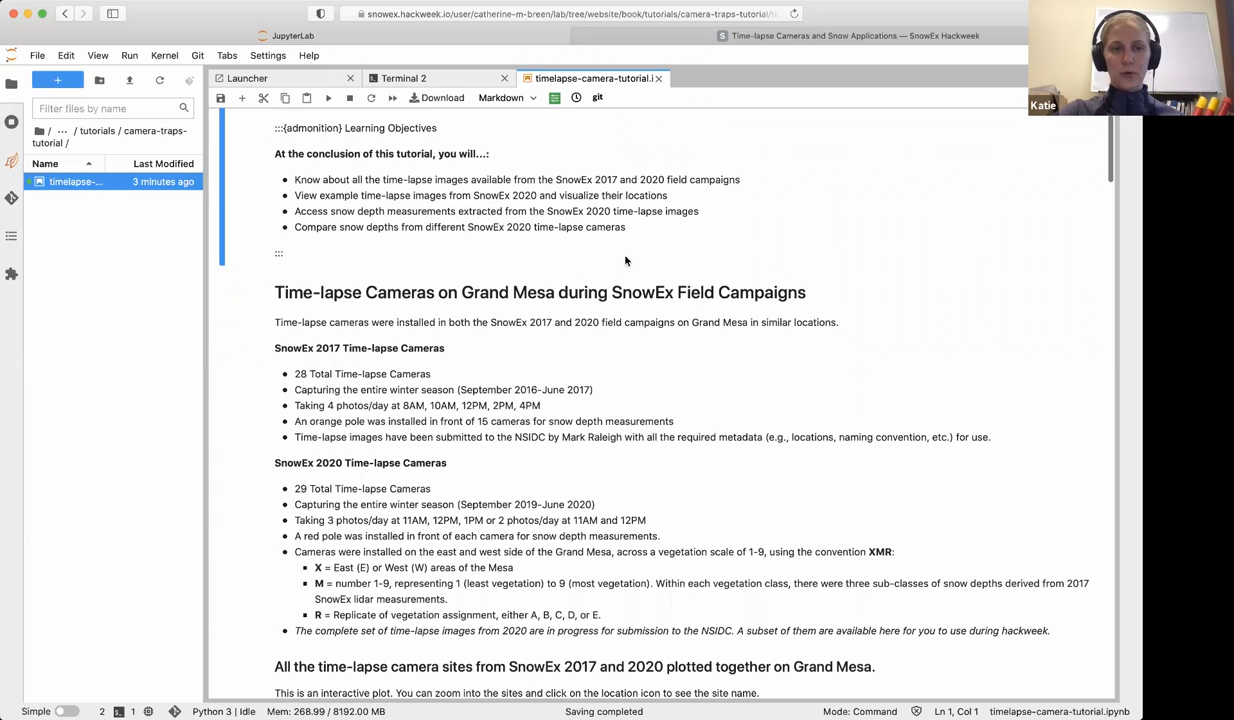 snowex.hackweek.io/user/catherine-m-breen/lab/tree/website/book/tutorials/camera-traps-tutorial/
JupyterLab
S Time-lapse Cameras and Snow Applications — SnowEx Hackweek
File Edit View Run Kernel Git Tabs Settings Help
Launcher
Terminal 2
timelapse-camera-tutorial.i
Download
Markdown
git
Katie
Filter files by name
/ ... / tutorials / camera-traps-
tutorial /
Name
Last Modified
timelapse-...
3 minutes ago
:::{admonition} Learning Objectives
At the conclusion of this tutorial, you will...:
• Know about all the time-lapse images available from the SnowEx 2017 and 2020 field campaigns
• View example time-lapse images from SnowEx 2020 and visualize their locations
• Access snow depth measurements extracted from the SnowEx 2020 time-lapse images
• Compare snow depths from different SnowEx 2020 time-lapse cameras
:::
Time-lapse Cameras on Grand Mesa during SnowEx Field Campaigns
Time-lapse cameras were installed in both the SnowEx 2017 and 2020 field campaigns on Grand Mesa in similar locations.
SnowEx 2017 Time-lapse Cameras
• 28 Total Time-lapse Cameras
• Capturing the entire winter season (September 2016-June 2017)
• Taking 4 photos/day at 8AM, 10AM, 12PM, 2PM, 4PM
• An orange pole was installed in front of 15 cameras for snow depth measurements
• Time-lapse images have been submitted to the NSIDC by Mark Raleigh with all the required metadata (e.g., locations, naming convention, etc.) for use.
SnowEx 2020 Time-lapse Cameras
• 29 Total Time-lapse Cameras
• Capturing the entire winter season (September 2019-June 2020)
• Taking 3 photos/day at 11AM, 12PM, 1PM or 2 photos/day at 11AM and 12PM
• A red pole was installed in front of each camera for snow depth measurements.
• Cameras were installed on the east and west side of the Grand Mesa, across a vegetation scale of 1-9, using the convention XMR:
▪ X = East (E) or West (W) areas of the Mesa
▪ M = number 1-9, representing 1 (least vegetation) to 9 (most vegetation). Within each vegetation class, there were three sub-classes of snow depths derived from 2017
SnowEx lidar measurements.
▪ R = Replicate of vegetation assignment, either A, B, C, D, or E.
• The complete set of time-lapse images from 2020 are in progress for submission to the NSIDC. A subset of them are available here for you to use during hackweek.
All the time-lapse camera sites from SnowEx 2017 and 2020 plotted together on Grand Mesa.
This is an interactive plot. You can zoom into the sites and click on the location icon to see the site name.
Simple
2
1
Python 3 | Idle
Mem: 268.99 / 8192.00 MB
Saving completed
Mode: Command
Ln 1, Col 1
timelapse-camera-tutorial.ipynb